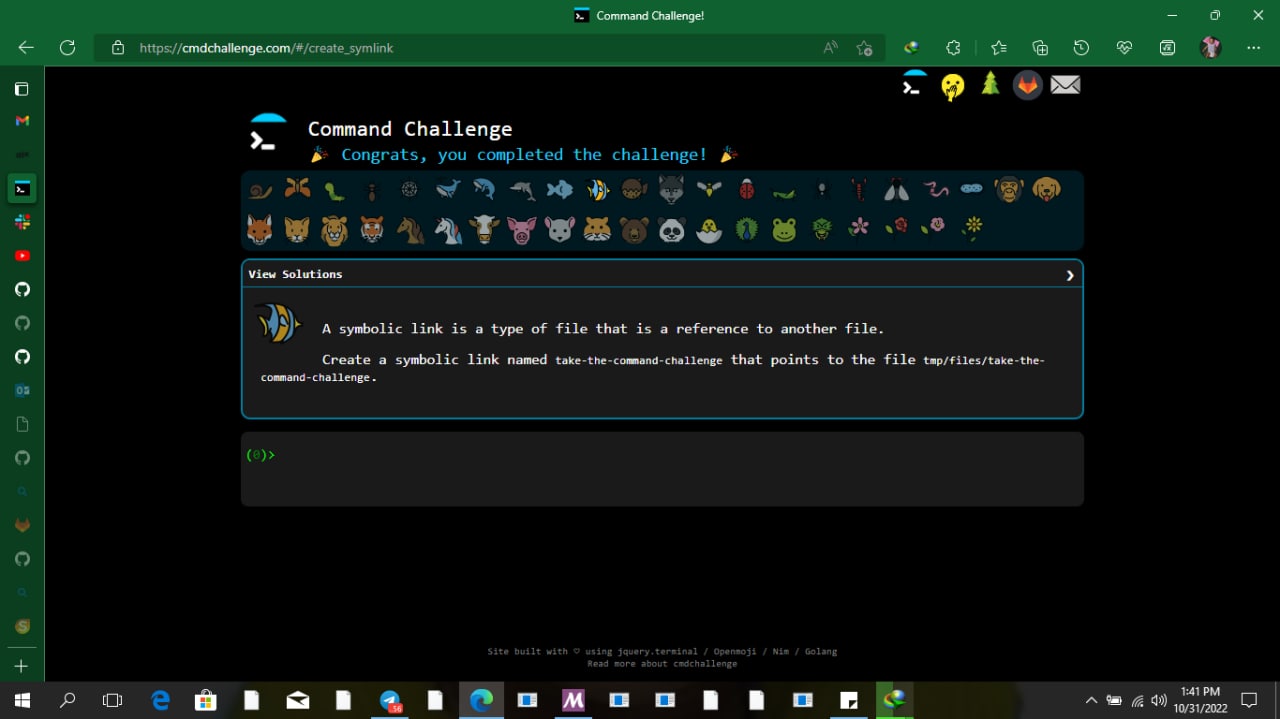 Command Challenge!
https://cmdchallenge.com/#/create_symlink
Command Challenge
Congrats, you completed the challenge!
View Solutions
A symbolic link is a type of file that is a reference to another file.
Create a symbolic link named take-the-command-challenge that points to the file tmp/files/take-the-
command-challenge.
(0)>
Site built with ♡ using jquery.terminal / Openmoji / Nim / Golang
Read more about cmdchallenge
56
1:41 PM
10/31/2022